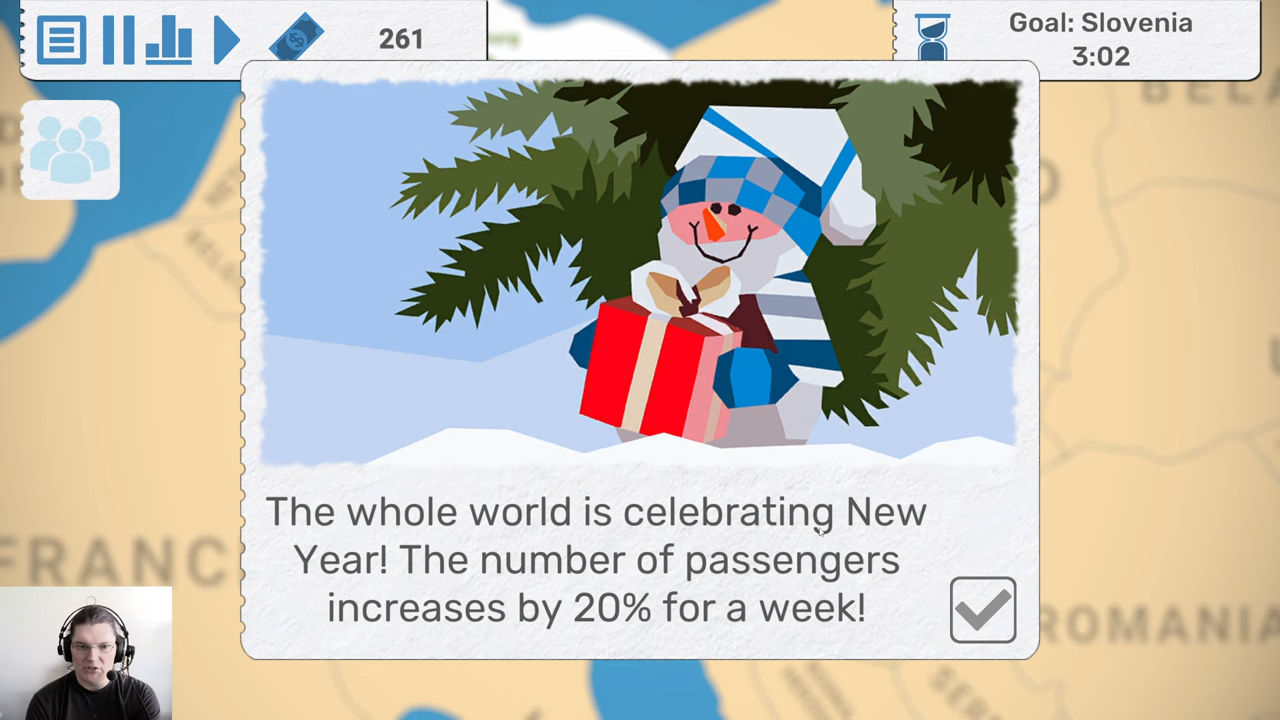 261
Goal: Slovenia
3:02
The whole world is celebrating New
Year! The number of passengers
increases by 20% for a week!
FRANC
ROMANIA
BELA